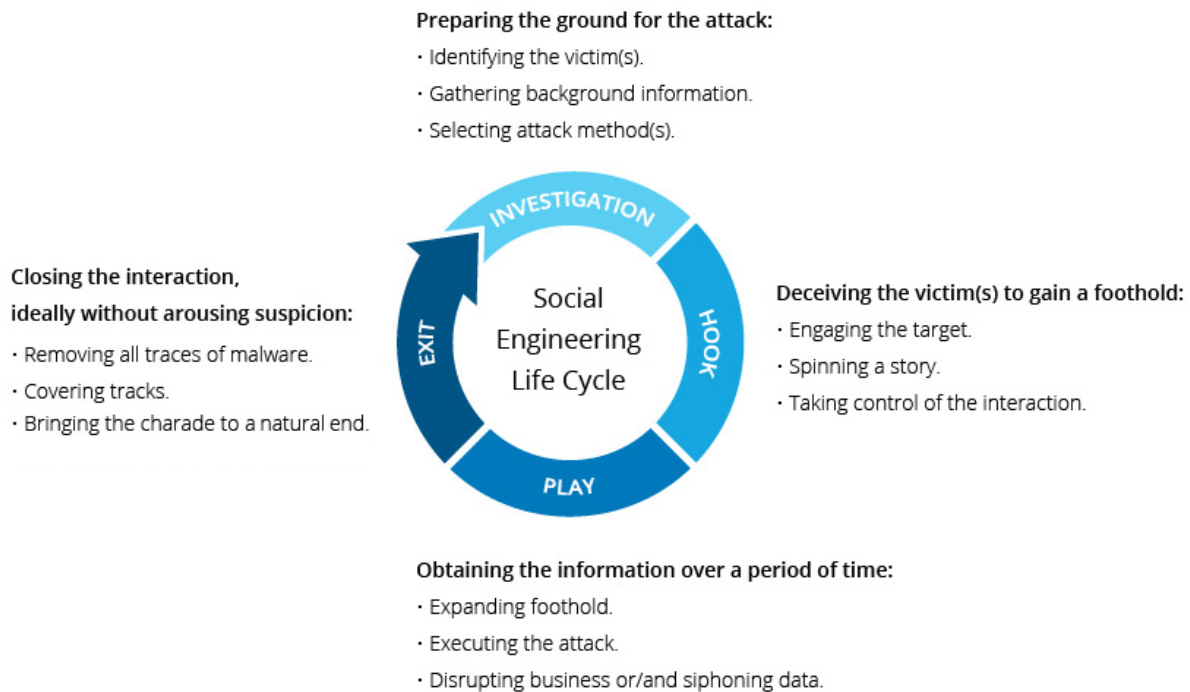 Preparing the ground for the attack:
· Identifying the victim(s).
· Gathering background information.
· Selecting attack method(s).
INVESTIGATION
HOOK
PLAY
EXIT
Social
Engineering
Life Cycle
Deceiving the victim(s) to gain a foothold:
· Engaging the target.
· Spinning a story.
· Taking control of the interaction.
Obtaining the information over a period of time:
· Expanding foothold.
· Executing the attack.
· Disrupting business or/and siphoning data.
Closing the interaction,
ideally without arousing suspicion:
· Removing all traces of malware.
· Covering tracks.
· Bringing the charade to a natural end.